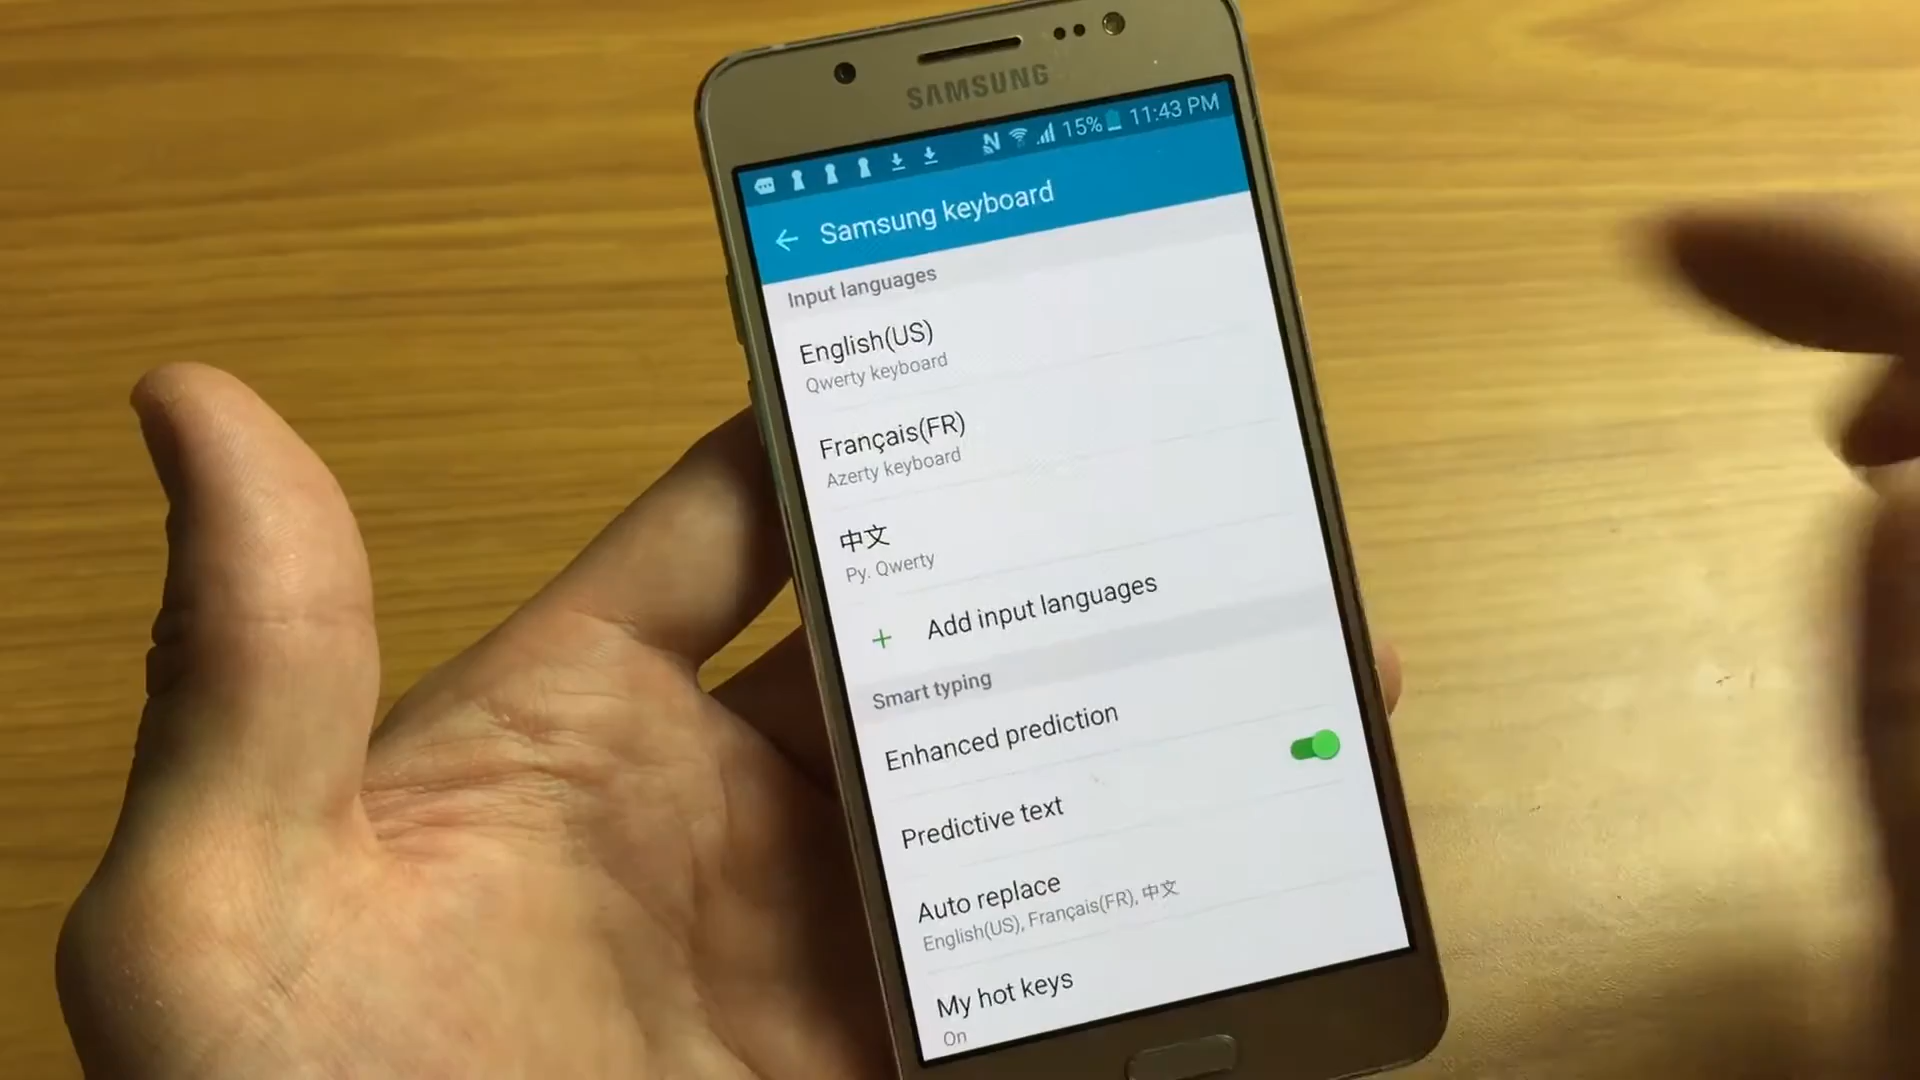 SAMSUNG
15% 11:43 PM
Samsung keyboard
Input languages
English(US)
Qwerty keyboard
Français(FR)
Azerty keyboard
中文
Py. Qwerty
+ Add input languages
Smart typing
Enhanced prediction
Predictive text
Auto replace
English(US), Français(FR), 中文
My hot keys
On